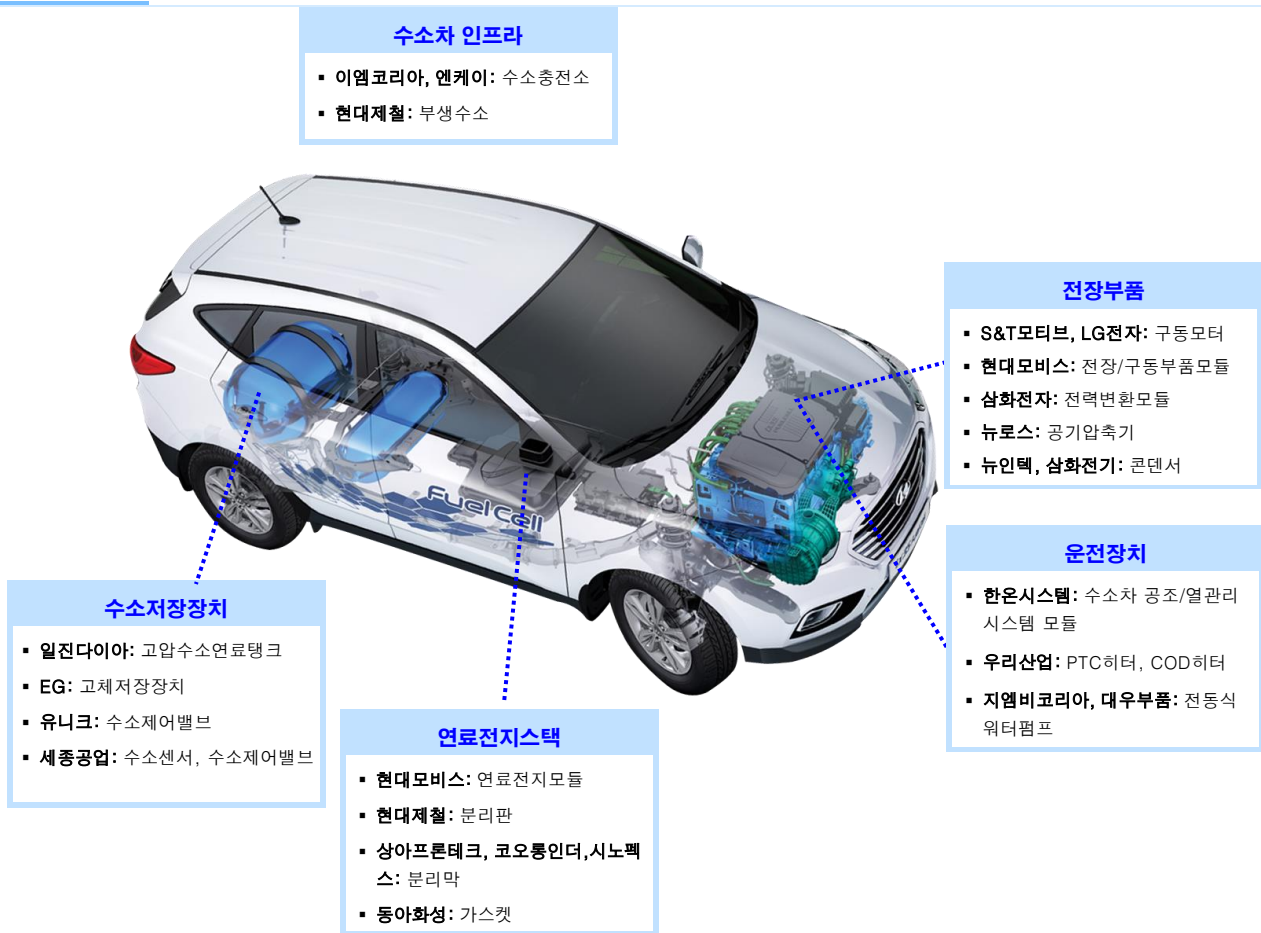 수소차 인프라
▪ 이엠코리아, 엔케이: 수소충전소
▪ 현대제철: 부생수소
전장부품
▪ S&T모티브, LG전자: 구동모터
▪ 현대모비스: 전장/구동부품모듈
▪ 삼화전자: 전력변환모듈
▪ 뉴로스: 공기압축기
▪ 뉴인텍, 삼화전기: 콘덴서
Fuel Cell
운전장치
▪ 한온시스템: 수소차 공조/열관리
시스템 모듈
▪ 우리산업: PTC히터, COD히터
▪ 지엠비코리아, 대우부품: 전동식
워터펌프
수소저장장치
▪ 일진다이아: 고압수소연료탱크
▪ EG: 고체저장장치
▪ 유니크: 수소제어밸브
▪ 세종공업: 수소센서, 수소제어밸브
연료전지스택
▪ 현대모비스: 연료전지모듈
▪ 현대제철: 분리판
▪ 상아프론테크, 코오롱인더,시노펙
스: 분리막
▪ 동아화성: 가스켓